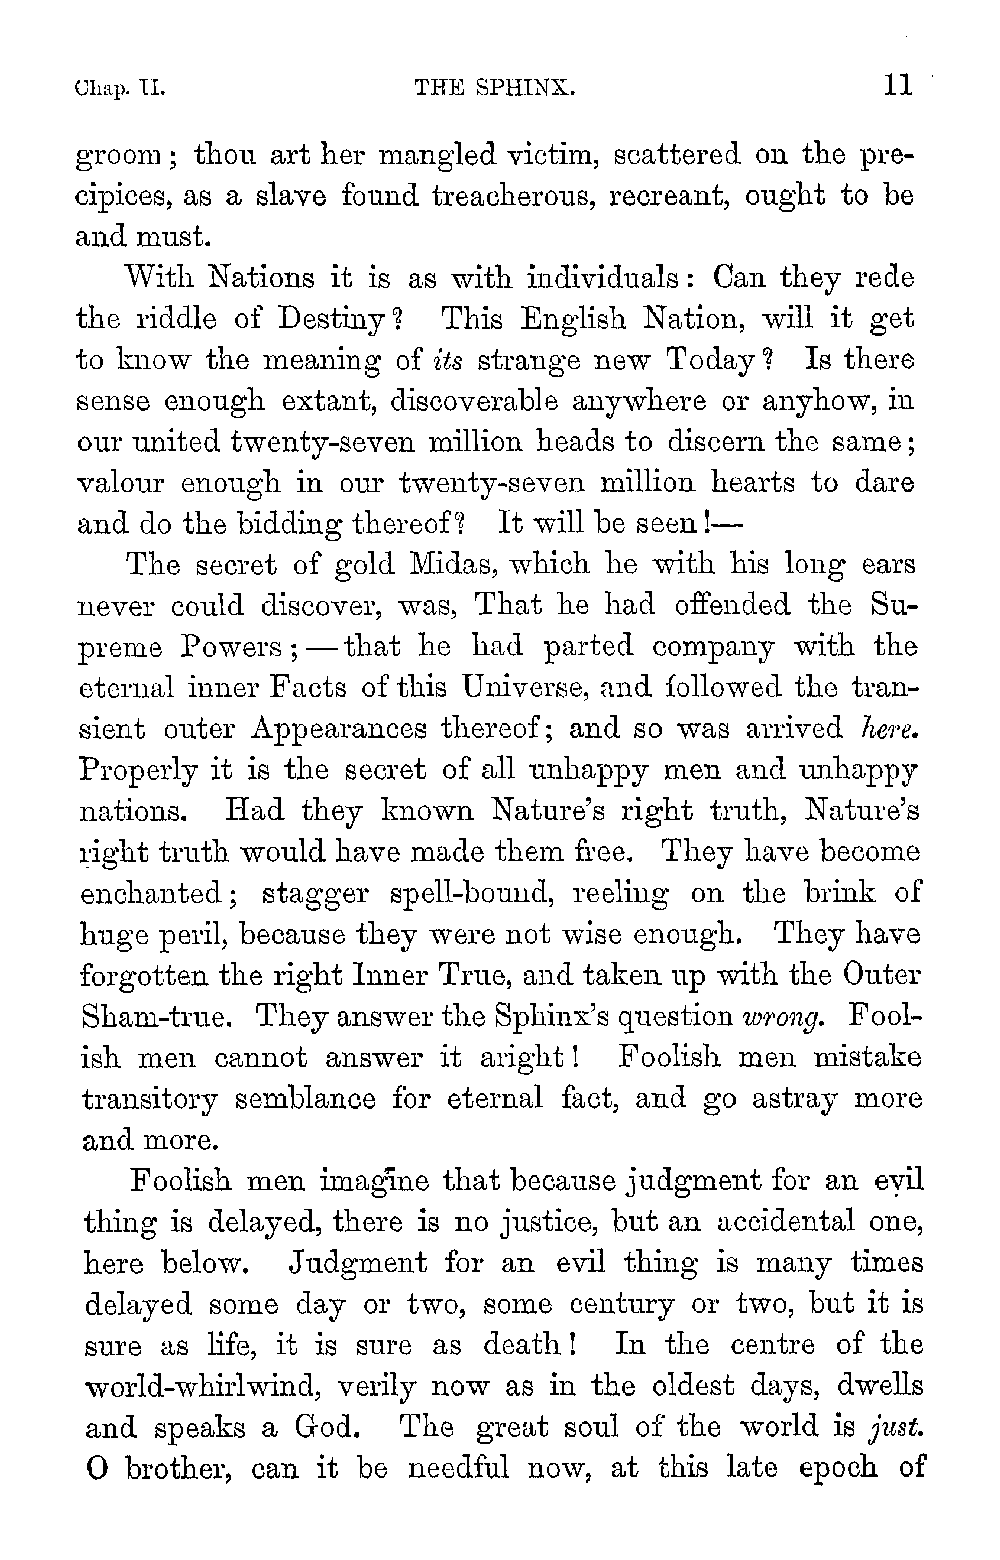 Chap. II. THE SPHINX. 11
groom; thou art her mangled victim, scattered on the pre-
cipices, as a slave found treacherous, recreant, ought to be
and must.
With Nations it is as with individuals: Can they rede
the riddle of Destiny? This English Nation, will it get
to know the meaning of its strange new Today? Is there
sense enough extant, discoverable anywhere or anyhow, in
our united twenty-seven million heads to discern the same;
valour enough in our twenty-seven million hearts to dare
and do the bidding thereof? It will be seen!—
The secret of gold Midas, which he with his long ears
never could discover, was, That he had offended the Su-
preme Powers;—that he had parted company with the
eternal inner Facts of this Universe, and followed the tran-
sient outer Appearances thereof; and so was arrived here.
Properly it is the secret of all unhappy men and unhappy
nations. Had they known Nature's right truth, Nature's
right truth would have made them free. They have become
enchanted; stagger spell-bound, reeling on the brink of
huge peril, because they were not wise enough. They have
forgotten the right Inner True, and taken up with the Outer
Sham-true. They answer the Sphinx's question wrong. Fool-
ish men cannot answer it aright! Foolish men mistake
transitory semblance for eternal fact, and go astray more
and more.
Foolish men imagine that because judgment for an evil
thing is delayed, there is no justice, but an accidental one,
here below. Judgment for an evil thing is many times
delayed some day or two, some century or two, but it is
sure as life, it is sure as death! In the centre of the
world-whirlwind, verily now as in the oldest days, dwells
and speaks a God. The great soul of the world is just.
O brother, can it be needful now, at this late epoch of